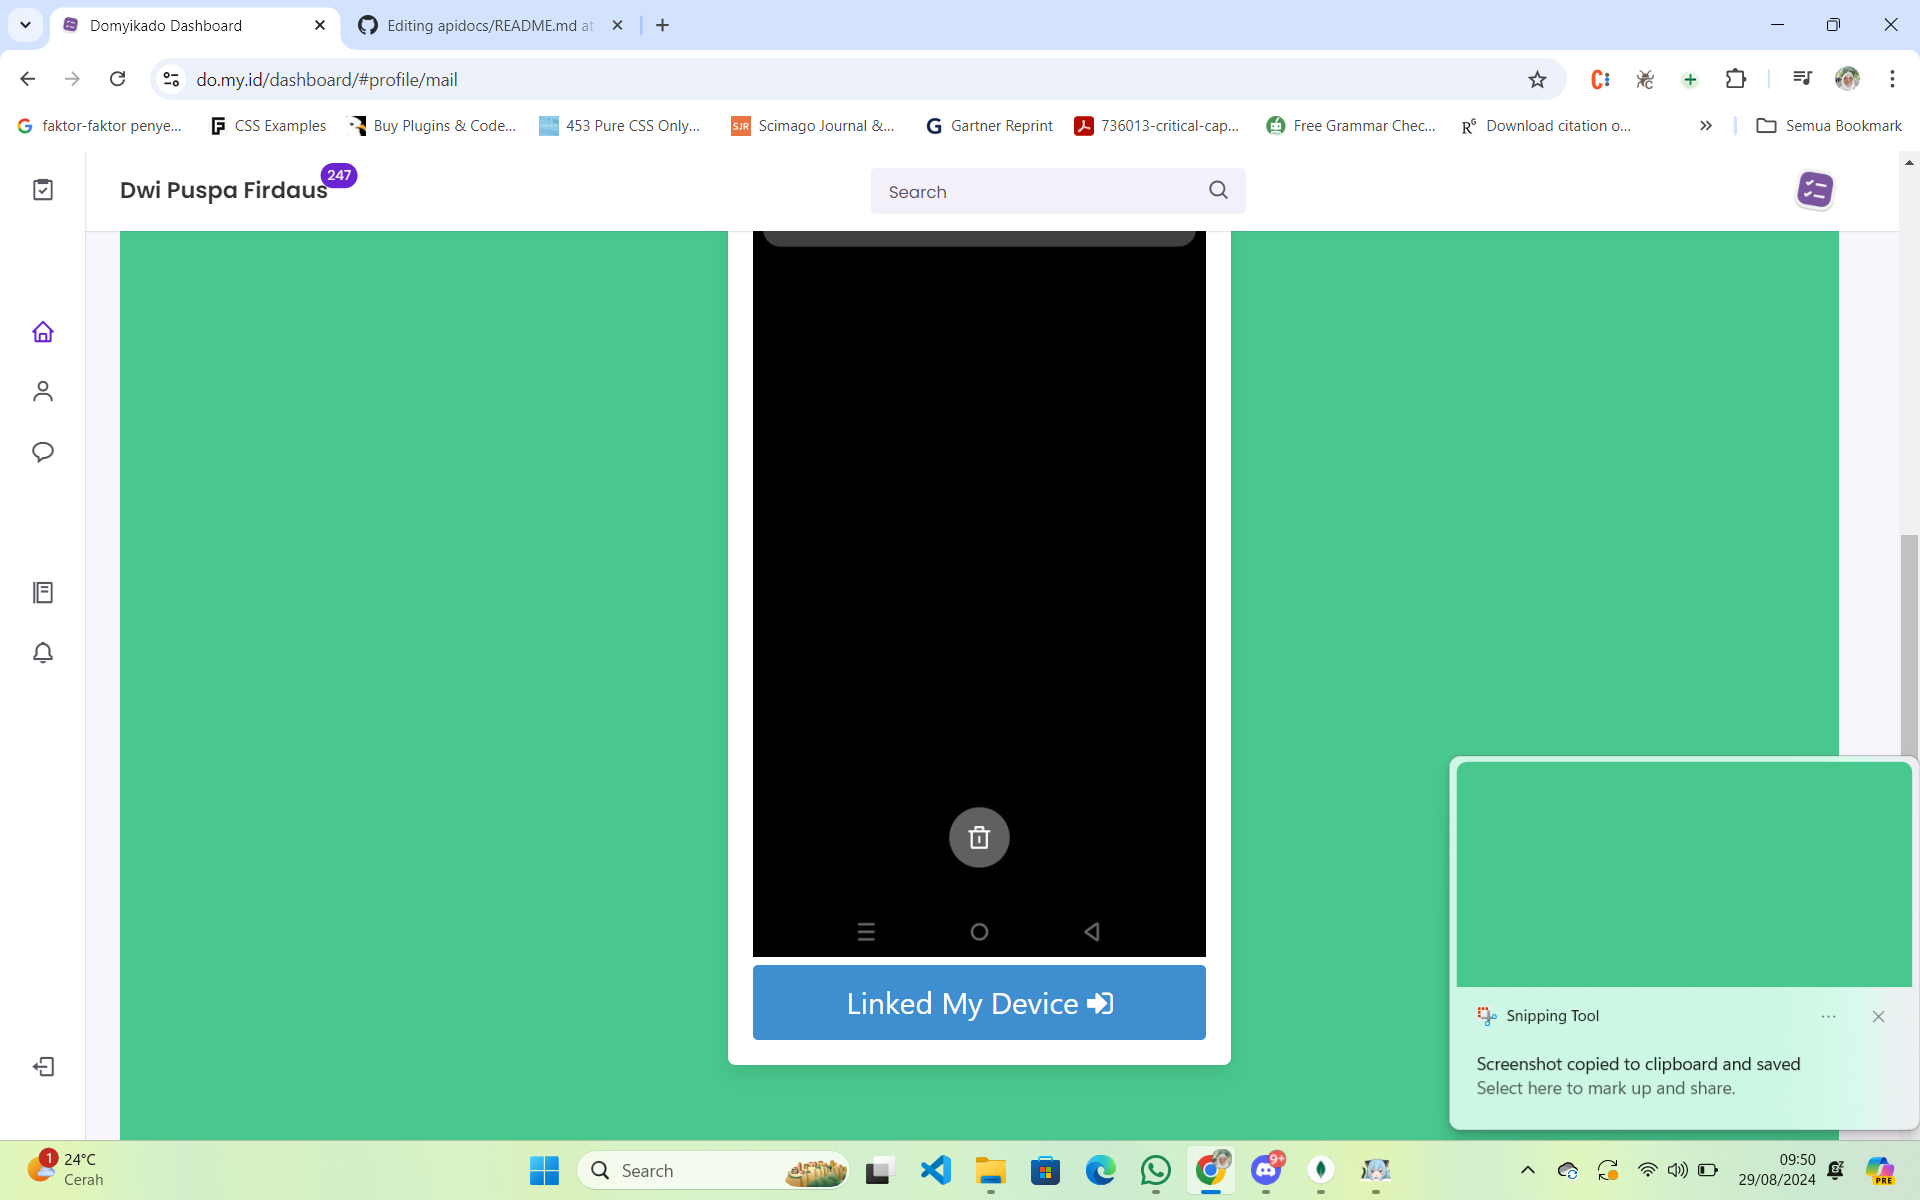 Domyikado Dashboard
Editing apidocs/README.md at
do.my.id/dashboard/#profile/mail
faktor-faktor penye...
CSS Examples
Buy Plugins & Code...
453 Pure CSS Only...
SJR
Scimago Journal &...
Gartner Reprint
736013-critical-cap...
Free Grammar Chec...
Download citation o...
Semua Bookmark
Dwi Puspa Firdaus
247
Search
Linked My Device
Snipping Tool
Screenshot copied to clipboard and saved
Select here to mark up and share.
1
24°C
Cerah
Search
9+
09:50
29/08/2024
PRE